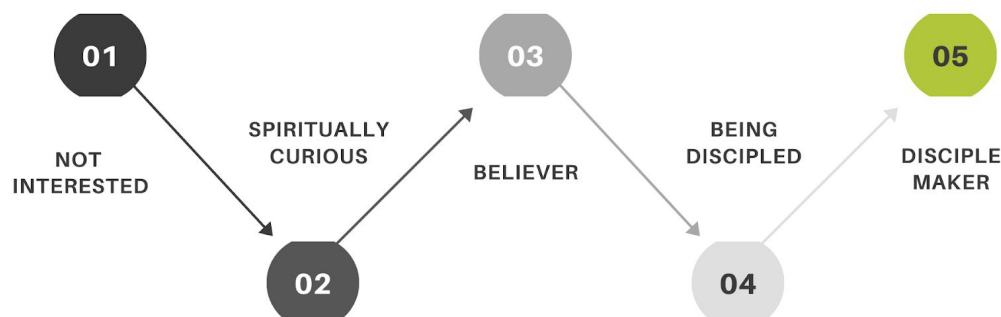 01
NOT
INTERESTED
02
SPIRITUALLY
CURIOUS
03
BELIEVER
04
BEING
DISCIPLED
05
DISCIPLE
MAKER